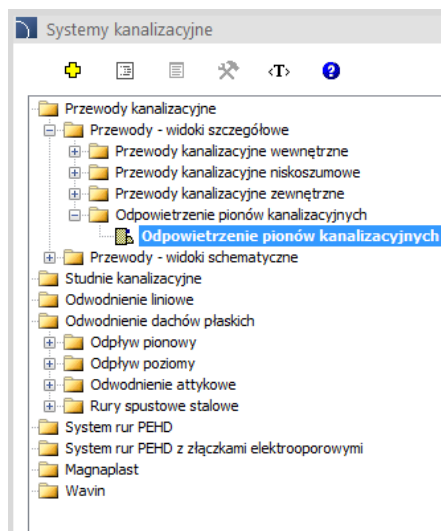 Systemy kanalizacyjne
<T>
Przewody kanalizacyjne
Przewody - widoki szczegółowe
Przewody kanalizacyjne wewnętrzne
Przewody kanalizacyjne niskoszumowe
Przewody kanalizacyjne zewnętrzne
Odpowietrzenie pionów kanalizacyjnych
Odpowietrzenie pionów kanalizacyjnych
Przewody - widoki schematyczne
Studnie kanalizacyjne
Odwodnienie liniowe
Odwodnienie dachów płaskich
Odpływ pionowy
Odpływ poziomy
Odwodnienie attykowe
Rury spustowe stalowe
System rur PEHD
System rur PEHD z złączkami elektrooporowymi
Magnaplast
Wavin